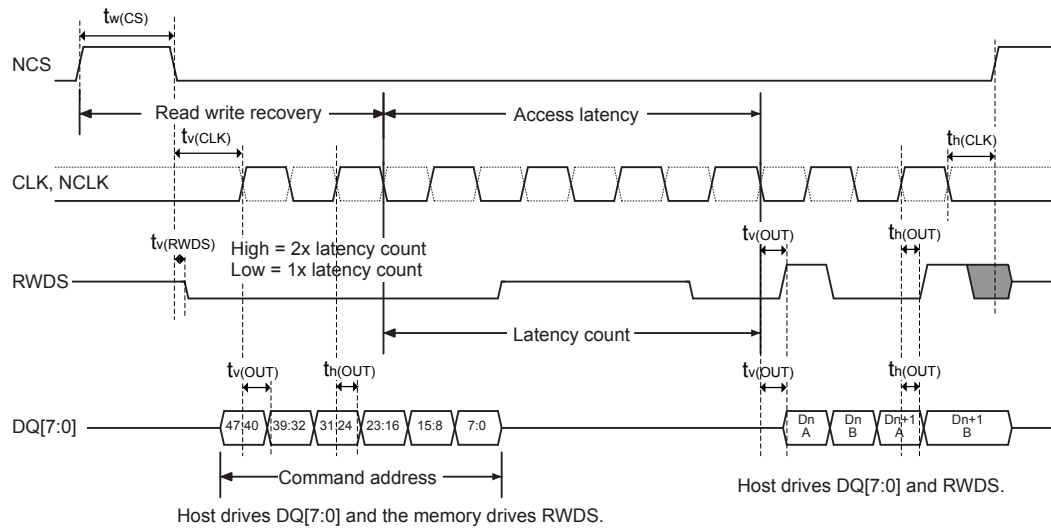 tw(CS)
NCS
Read write recovery
Access latency
tv(CLK)
th(CLK)
CLK, NCLK
tv(RWDS)
High = 2x latency count
Low = 1x latency count
tv(OUT)
th(OUT)
RWDS
Latency count
tv(OUT)
th(OUT)
tv(OUT)
th(OUT)
DQ[7:0]
47:40
39:32
31:24
23:16
15:8
7:0
Dn
A
Dn
B
Dn+1
A
Dn+1
B
Command address
Host drives DQ[7:0] and RWDS.
Host drives DQ[7:0] and the memory drives RWDS.